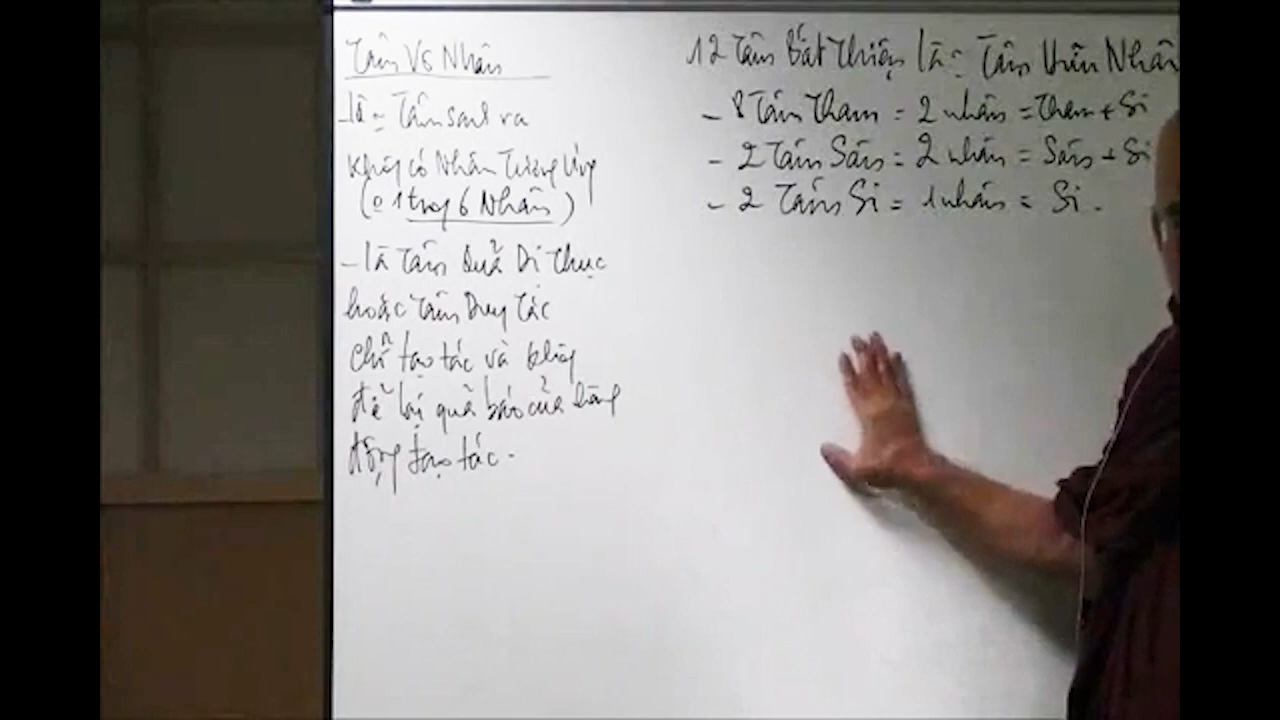 Tâm Vô Nhân
là = Tâm sanh ra
không có Nhân Tương Ứng
(ở 1 trong 6 Nhân)
- là Tâm Quả Dị Thục
hoặc Tâm Duy Tác
chỉ tạo tác và không
để lại quả báo của hành
động tạo tác.
12 Tâm Bất Thiện là = Tâm Hữu Nhân
- 8 Tâm Tham = 2 nhân = Tham + Si
- 2 Tâm Sân = 2 nhân = Sân + Si
- 2 Tâm Si = 1 nhân = Si.